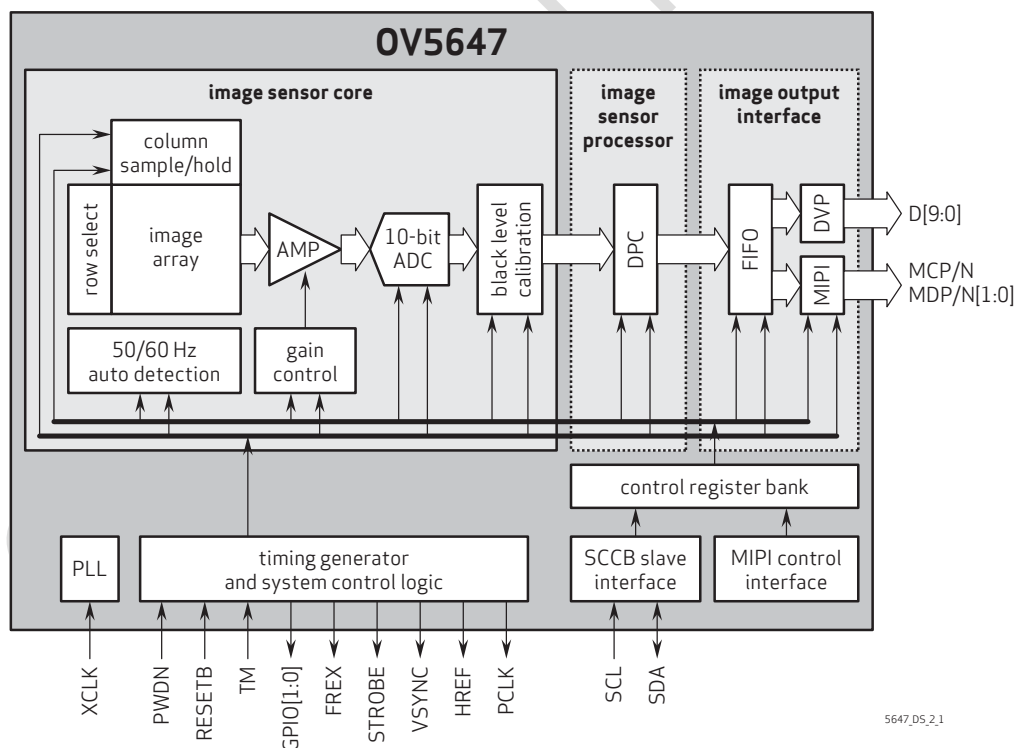 OV5647
image sensor core
image
sensor
processor
image output
interface
column
sample/hold
row select
image
array
AMP
10-bit
ADC
black level
calibration
DPC
FIFO
DVP
MIPI
D[9:0]
MCP/N
MDP/N[1:0]
50/60 Hz
auto detection
gain
control
control register bank
PLL
timing generator
and system control logic
SCCB slave
interface
MIPI control
interface
XCLK
PWDN
RESETB
TM
GPIO[1:0]
FREX
STROBE
VSYNC
HREF
PCLK
SCL
SDA
5647_DS_2_1